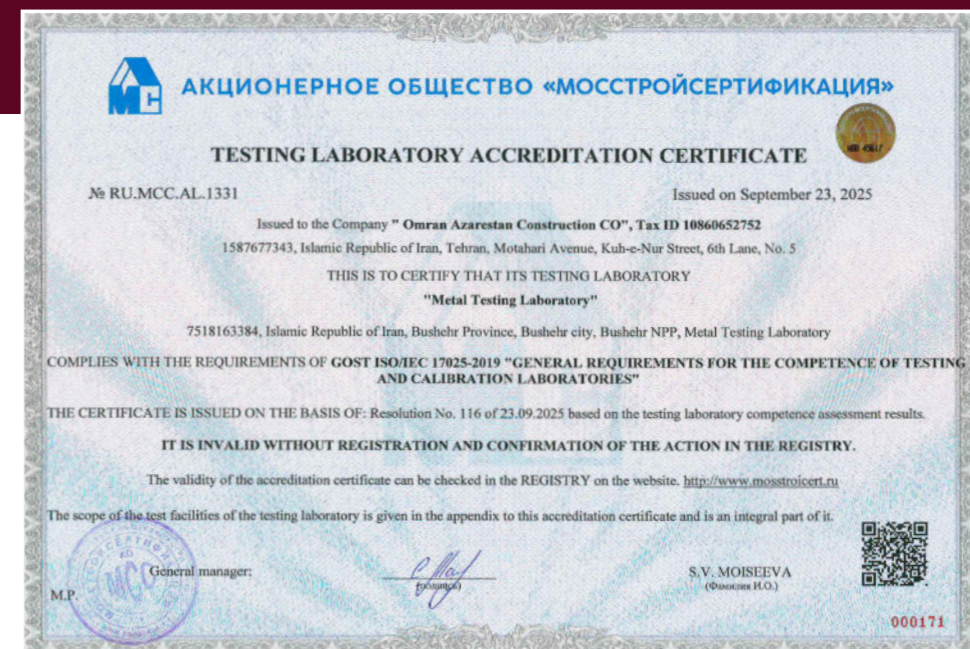 МС
АКЦИОНЕРНОЕ ОБЩЕСТВО «МОССТРОЙСЕРТИФИКАЦИЯ»
TESTING LABORATORY ACCREDITATION CERTIFICATE
№ RU.MCC.AL.1331
Issued on September 23, 2025
Issued to the Company " Omran Azarestan Construction CO", Tax ID 10860652752
1587677343, Islamic Republic of Iran, Tehran, Motahari Avenue, Kuh-e-Nur Street, 6th Lane, No. 5
THIS IS TO CERTIFY THAT ITS TESTING LABORATORY
"Metal Testing Laboratory"
7518163384, Islamic Republic of Iran, Bushehr Province, Bushehr city, Bushehr NPP, Metal Testing Laboratory
COMPLIES WITH THE REQUIREMENTS OF GOST ISO/IEC 17025-2019 "GENERAL REQUIREMENTS FOR THE COMPETENCE OF TESTING
AND CALIBRATION LABORATORIES"
THE CERTIFICATE IS ISSUED ON THE BASIS OF: Resolution No. 116 of 23.09.2025 based on the testing laboratory competence assessment results.
IT IS INVALID WITHOUT REGISTRATION AND CONFIRMATION OF THE ACTION IN THE REGISTRY.
The validity of the accreditation certificate can be checked in the REGISTRY on the website. http://www.mosstroicert.ru
The scope of the test facilities of the testing laboratory is given in the appendix to this accreditation certificate and is an integral part of it.
General manager:
(подпись)
S.V. MOISEEVA
(Фамилия И.О.)
M.P.
МСС
000171